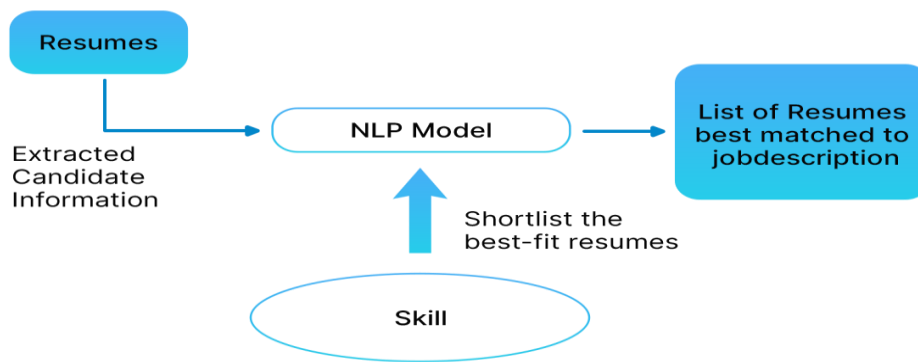 Resumes
Extracted
Candidate
Information
NLP Model
List of Resumes
best matched to
jobdescription
Shortlist the
best-fit resumes
Skill